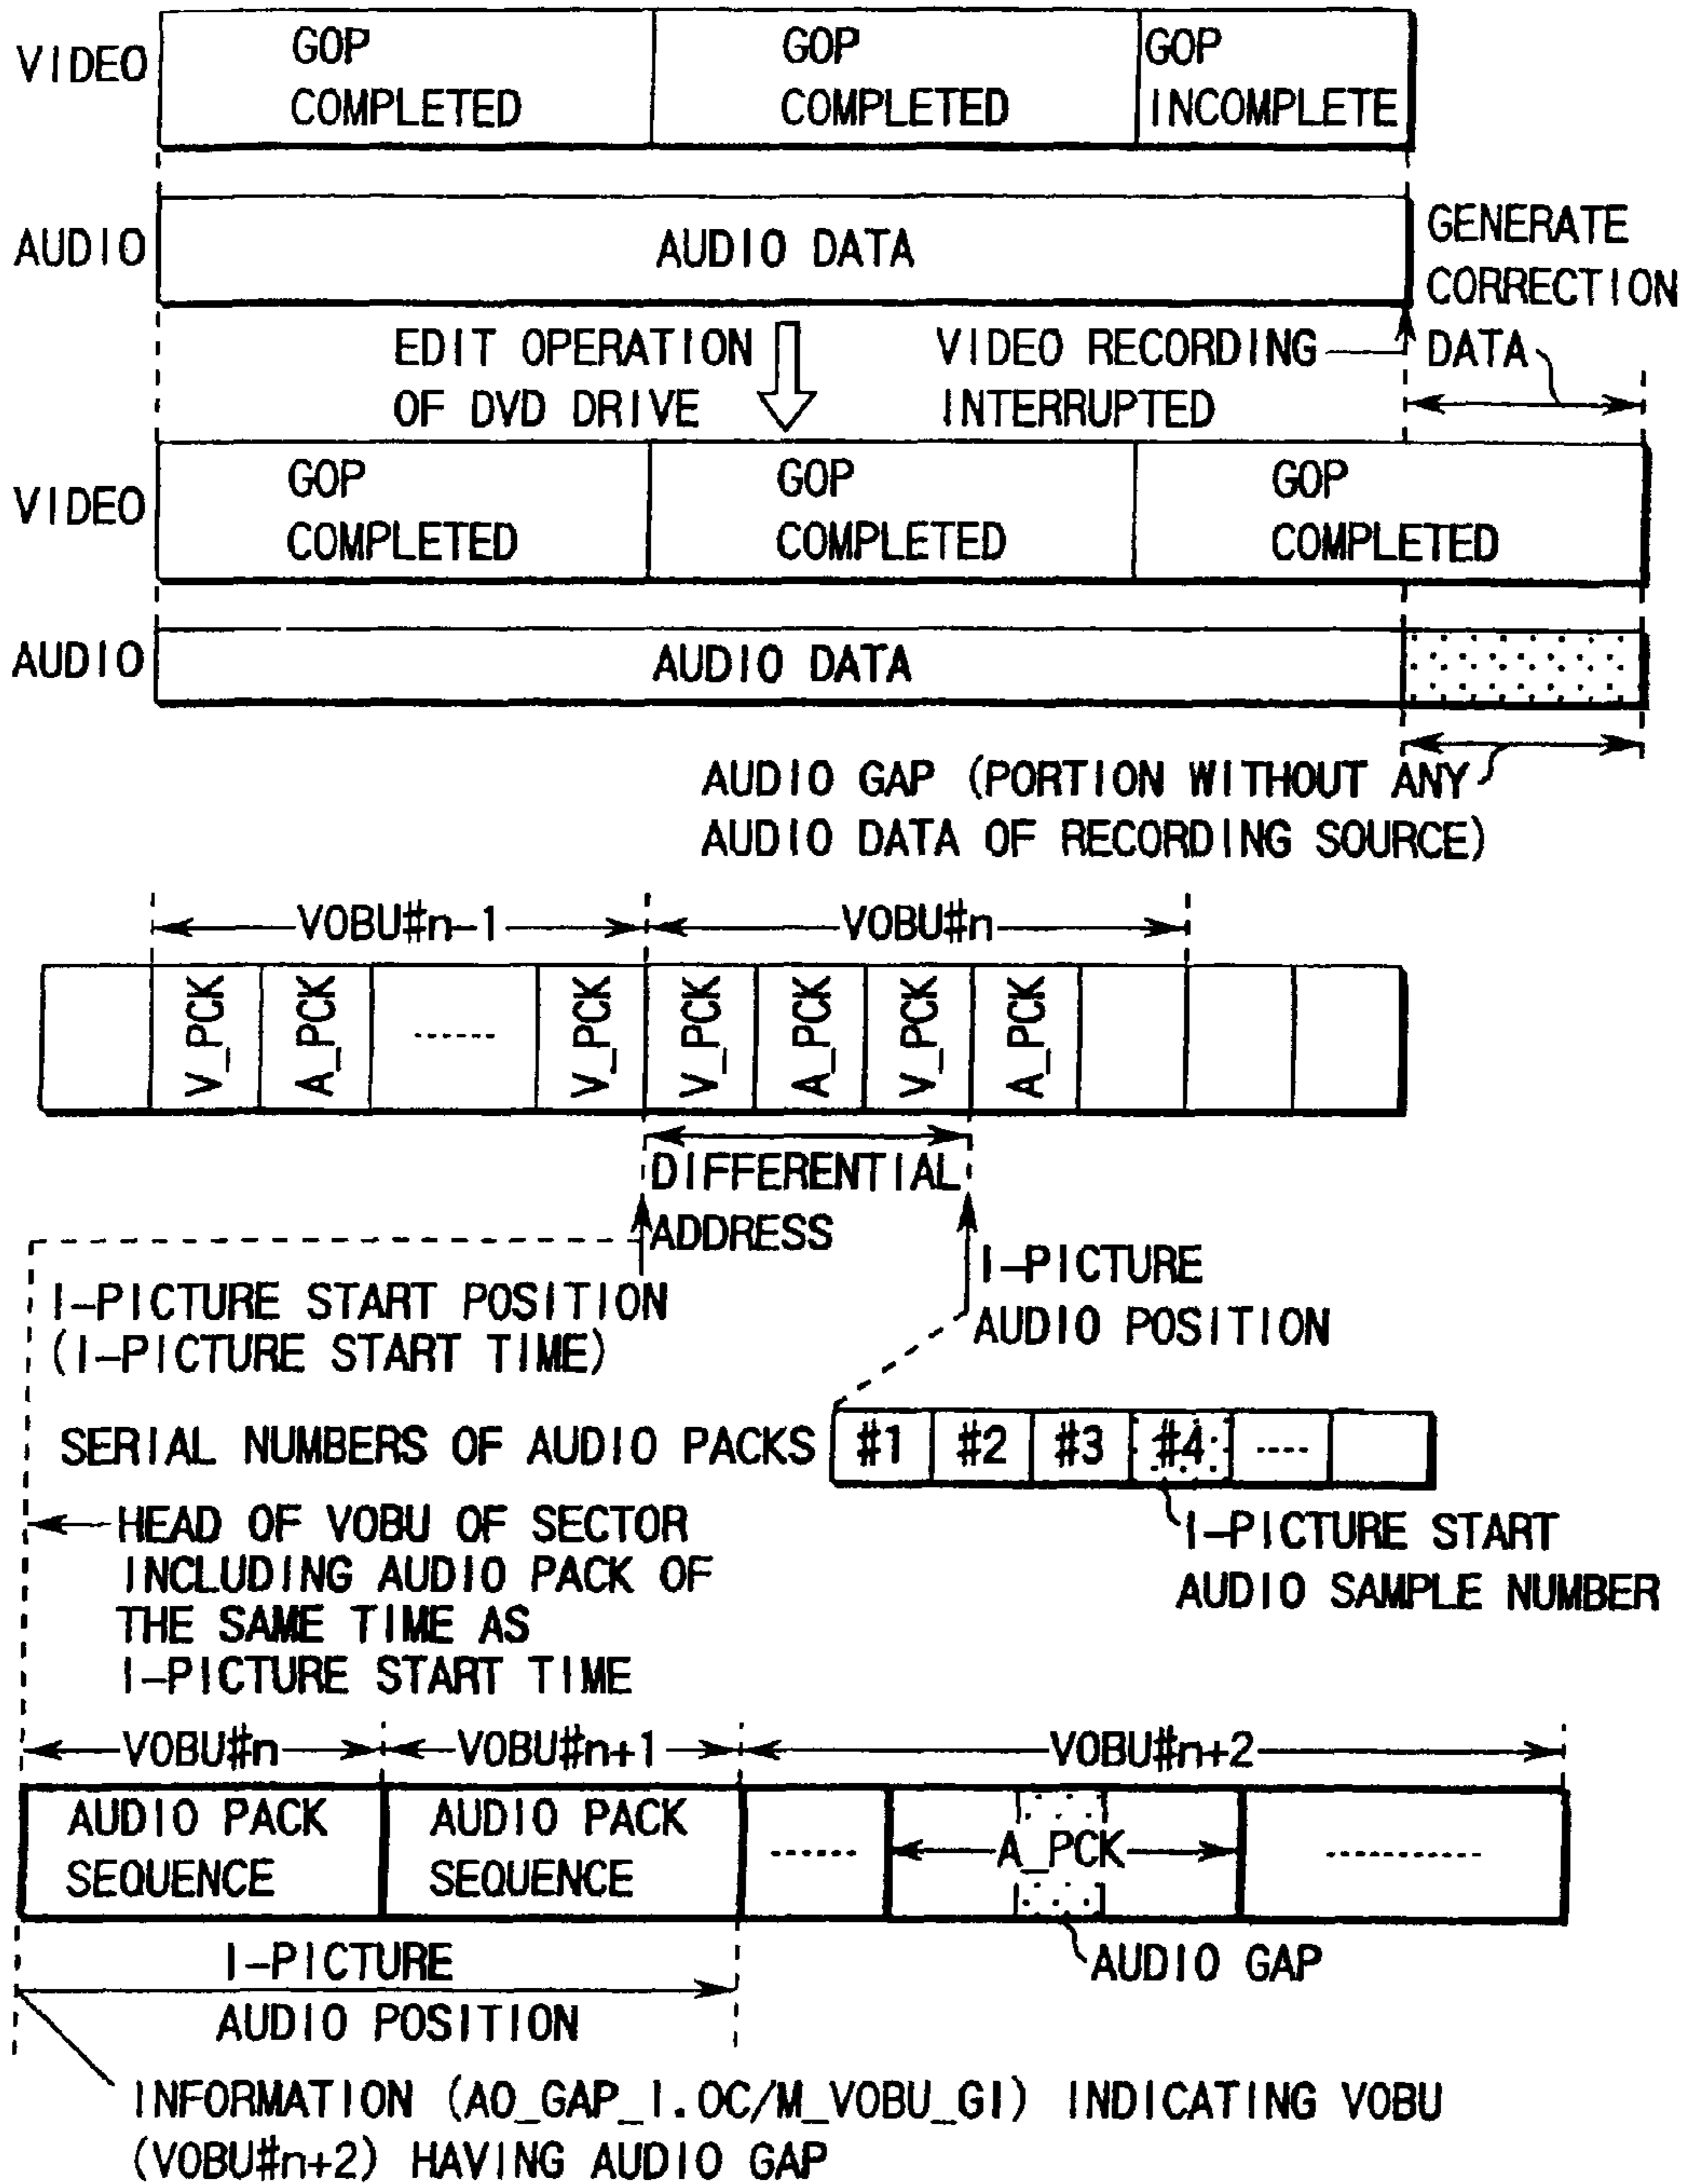 VIDEO
GOP
COMPLETED
GOP
COMPLETED
GOP
INCOMPLETE
AUDIO
AUDIO DATA
GENERATE
CORRECTION
DATA
EDIT OPERATION
OF DVD DRIVE
VIDEO RECORDING
INTERRUPTED
VIDEO
GOP
COMPLETED
GOP
COMPLETED
GOP
COMPLETED
AUDIO
AUDIO DATA
AUDIO GAP (PORTION WITHOUT ANY
AUDIO DATA OF RECORDING SOURCE)
VOBU#n-1
VOBU#n
V_PCK
A_PCK
V_PCK
V_PCK
A_PCK
V_PCK
A_PCK
DIFFERENTIAL
ADDRESS
I-PICTURE START POSITION
(I-PICTURE START TIME)
I-PICTURE
AUDIO POSITION
SERIAL NUMBERS OF AUDIO PACKS
#1
#2
#3
#4
I-PICTURE START
AUDIO SAMPLE NUMBER
HEAD OF VOBU OF SECTOR
INCLUDING AUDIO PACK OF
THE SAME TIME AS
I-PICTURE START TIME
VOBU#n
VOBU#n+1
VOBU#n+2
AUDIO PACK
SEQUENCE
AUDIO PACK
SEQUENCE
A_PCK
AUDIO GAP
I-PICTURE
AUDIO POSITION
INFORMATION (A0_GAP_I.OC/M_VOBU_GI) INDICATING VOBU
(VOBU#n+2) HAVING AUDIO GAP